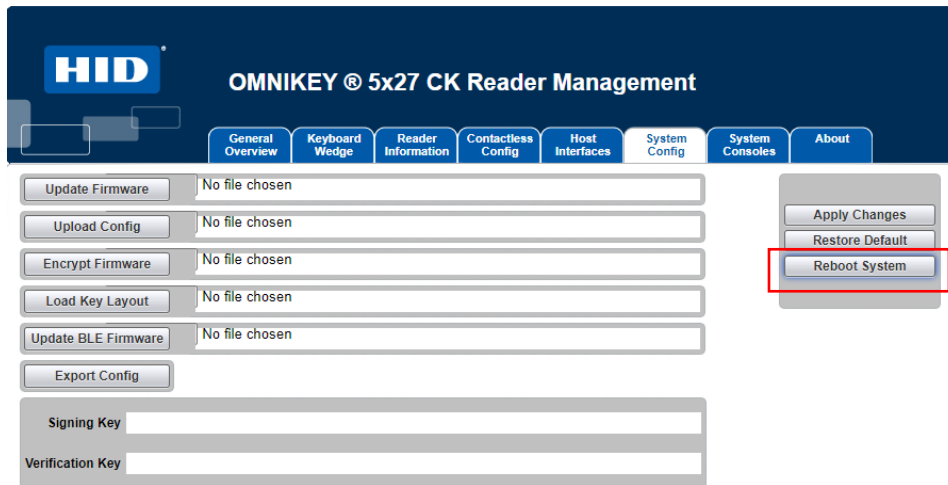 HID
OMNIKEY ® 5x27 CK Reader Management
General Overview
Keyboard Wedge
Reader Information
Contactless Config
Host Interfaces
System Config
System Consoles
About
Update Firmware No file chosen
Upload Config No file chosen
Encrypt Firmware No file chosen
Load Key Layout No file chosen
Update BLE Firmware No file chosen
Export Config
Signing Key
Verification Key
Apply Changes
Restore Default
Reboot System